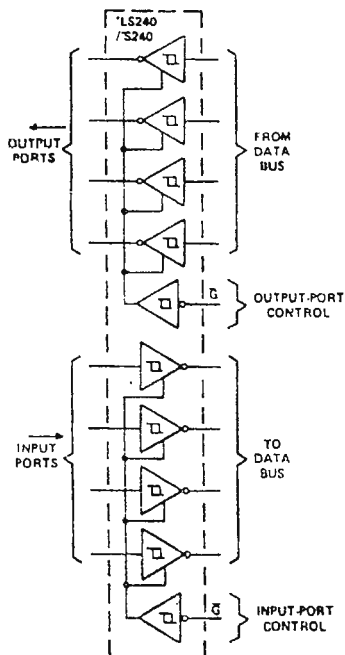 'LS240
/'S240
OUTPUT
PORTS
FROM
DATA
BUS
G̅
OUTPUT-PORT
CONTROL
INPUT
PORTS
TO
DATA
BUS
G̅
INPUT-PORT
CONTROL